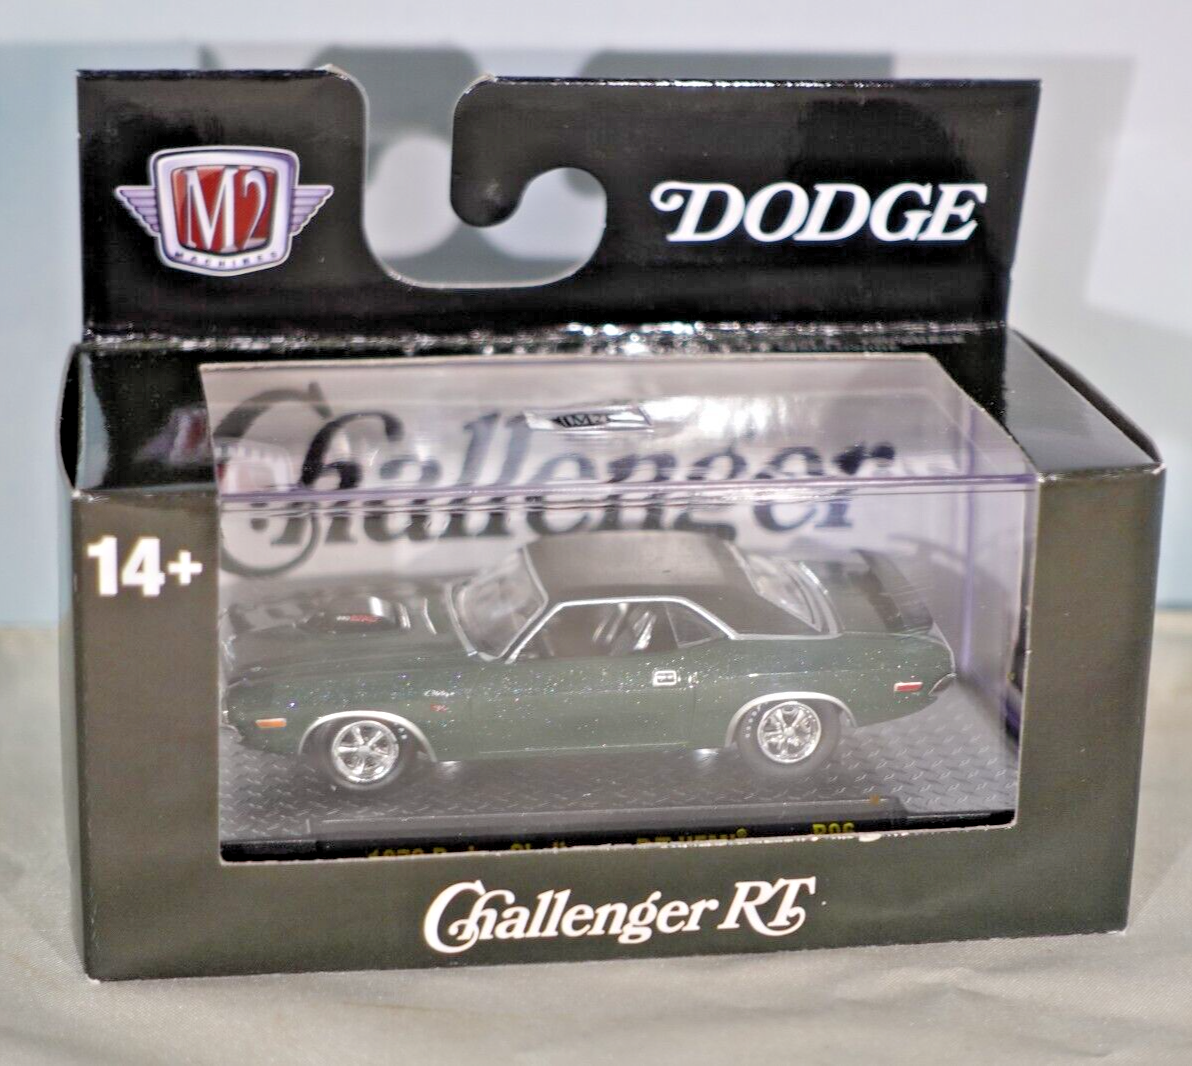 M2
MACHINES
DODGE
Challenger
14+
Challenger RT